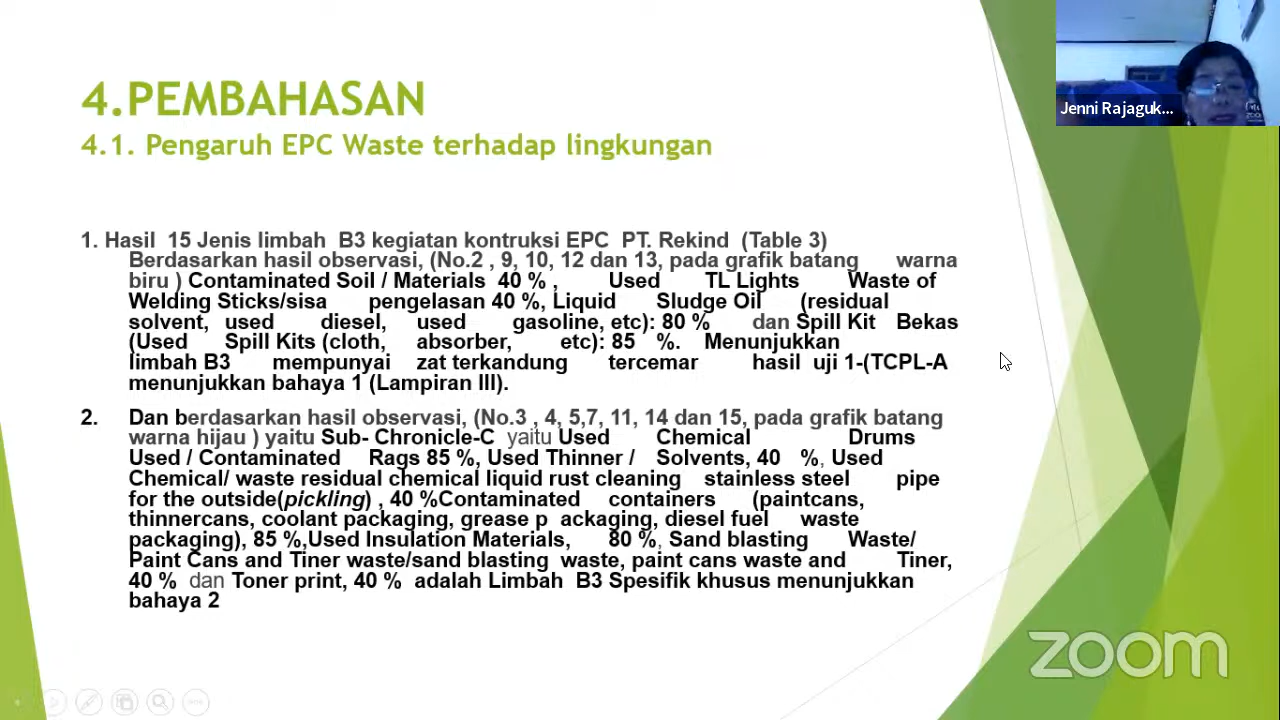 4.PEMBAHASAN
4.1. Pengaruh EPC Waste terhadap lingkungan
Jenni Rajaguk...
1. Hasil 15 Jenis limbah B3 kegiatan kontruksi EPC PT. Rekind (Table 3)
Berdasarkan hasil observasi, (No.2 , 9, 10, 12 dan 13, pada grafik batang warna
biru ) Contaminated Soil / Materials 40 % , Used TL Lights Waste of
Welding Sticks/sisa pengelasan 40 %, Liquid Sludge Oil (residual
solvent, used diesel, used gasoline, etc): 80 % dan Spill Kit Bekas
(Used Spill Kits (cloth, absorber, etc): 85 %. Menunjukkan
limbah B3 mempunyai zat terkandung tercemar hasil uji 1-(TCPL-A
menunjukkan bahaya 1 (Lampiran III).
2. Dan berdasarkan hasil observasi, (No.3 , 4, 5,7, 11, 14 dan 15, pada grafik batang
warna hijau ) yaitu Sub- Chronicle-C yaitu Used Chemical Drums
Used / Contaminated Rags 85 %, Used Thinner / Solvents, 40 %, Used
Chemical/ waste residual chemical liquid rust cleaning stainless steel pipe
for the outside(pickling) , 40 %Contaminated containers (paintcans,
thinnercans, coolant packaging, grease p ackaging, diesel fuel waste
packaging), 85 %,Used Insulation Materials, 80 %, Sand blasting Waste/
Paint Cans and Tiner waste/sand blasting waste, paint cans waste and Tiner,
40 % dan Toner print, 40 % adalah Limbah B3 Spesifik khusus menunjukkan
bahaya 2
zoom